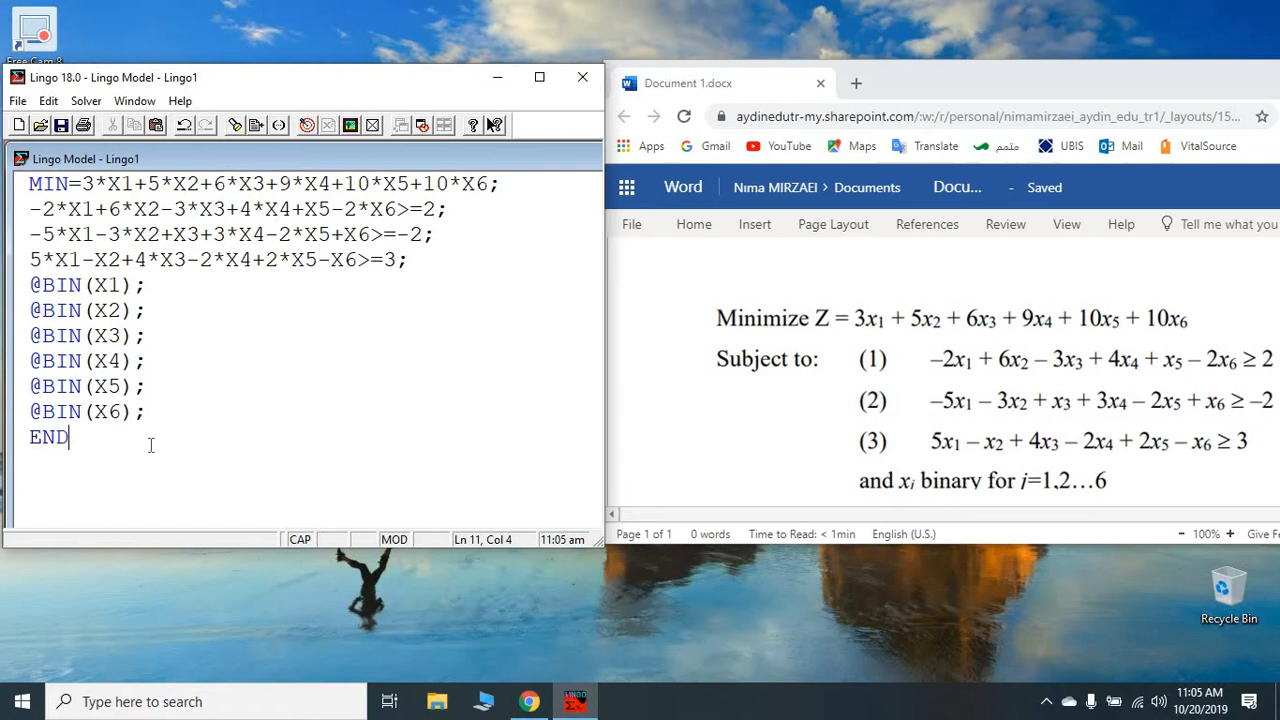 Free Cam 8
Lingo 18.0 - Lingo Model - Lingo1
File Edit Solver Window Help
Lingo Model - Lingo1
MIN=3*X1+5*X2+6*X3+9*X4+10*X5+10*X6;
-2*X1+6*X2-3*X3+4*X4+X5-2*X6>=2;
-5*X1-3*X2+X3+3*X4-2*X5+X6>=-2;
5*X1-X2+4*X3-2*X4+2*X5-X6>=3;
@BIN(X1);
@BIN(X2);
@BIN(X3);
@BIN(X4);
@BIN(X5);
@BIN(X6);
END
CAP MOD Ln 11, Col 4 11:05 am
Document 1.docx
aydinedutr-my.sharepoint.com/:w:/r/personal/nimamirzaei_aydin_edu_tr1/_layouts/15...
Apps Gmail YouTube Maps Translate متمم UBIS Mail VitalSource
Word Nıma MIRZAEI > Documents Docu... - Saved
File Home Insert Layout References Review View Help Tell me what you
Minimize Z = 3x₁ + 5x₂ + 6x₃ + 9x₄ + 10x₅ + 10x₆
Subject to: (1) −2x₁ + 6x₂ − 3x₃ + 4x₄ + x₅ − 2x₆ ≥ 2
(2) −5x₁ − 3x₂ + x₃ + 3x₄ − 2x₅ + x₆ ≥ −2
(3) 5x₁ − x₂ + 4x₃ − 2x₄ + 2x₅ − x₆ ≥ 3
and xⱼ binary for j=1,2…6
Page 1 of 1 0 words Time to Read: < 1 min English (U.S.) - 100% + Give Fe
Recycle Bin
Type here to search
LINGO
11:05 AM
10/20/2019